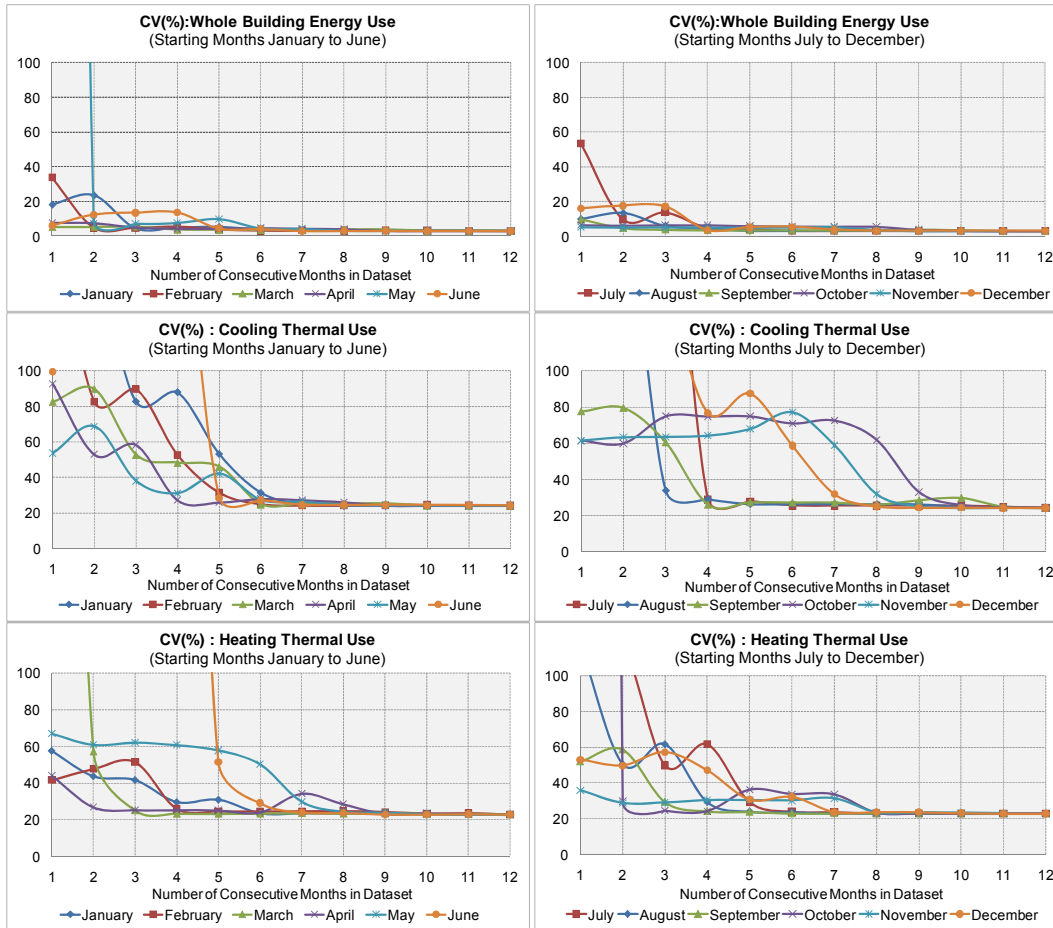 CV(%):Whole Building Energy Use
(Starting Months January to June)
100
80
60
40
20
0
1 2 3 4 5 6 7 8 9 10 11 12
Number of Consecutive Months in Dataset
January February March April May June
CV(%):Whole Building Energy Use
(Starting Months July to December)
100
80
60
40
20
0
1 2 3 4 5 6 7 8 9 10 11 12
Number of Consecutive Months in Dataset
July August September October November December
CV(%) : Cooling Thermal Use
(Starting Months January to June)
100
80
60
40
20
0
1 2 3 4 5 6 7 8 9 10 11 12
Number of Consecutive Months in Dataset
January February March April May June
CV(%) : Cooling Thermal Use
(Starting Months July to December)
100
80
60
40
20
0
1 2 3 4 5 6 7 8 9 10 11 12
Number of Consecutive Months in Dataset
July August September October November December
CV(%) : Heating Thermal Use
(Starting Months January to June)
100
80
60
40
20
0
1 2 3 4 5 6 7 8 9 10 11 12
Number of Consecutive Months in Dataset
January February March April May June
CV(%) : Heating Thermal Use
(Starting Months July to December)
100
80
60
40
20
0
1 2 3 4 5 6 7 8 9 10 11 12
Number of Consecutive Months in Dataset
July August September October November December